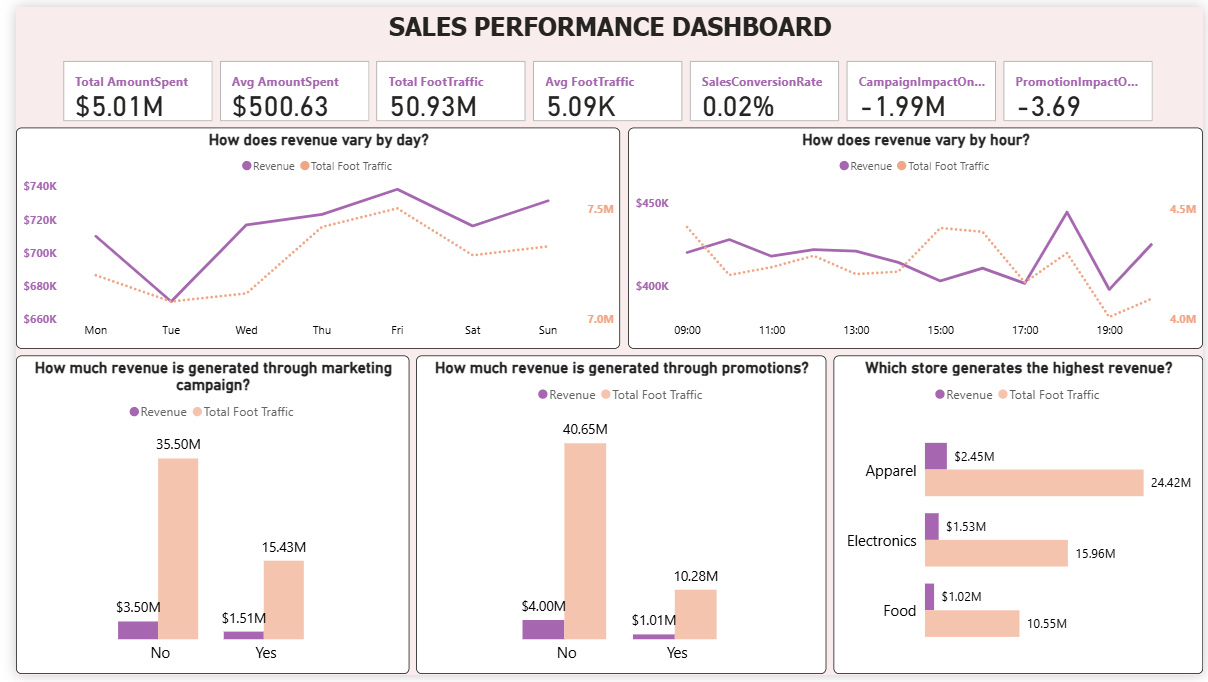 SALES PERFORMANCE DASHBOARD
Total AmountSpent
$5.01M
Avg AmountSpent
$500.63
Total FootTraffic
50.93M
Avg FootTraffic
5.09K
SalesConversionRate
0.02%
CampaignImpactOn...
-1.99M
PromotionImpactO...
-3.69
How does revenue vary by day?
Revenue Total Foot Traffic
$740K
$720K
$700K
$680K
$660K
7.5M
7.0M
Mon Tue Wed Thu Fri Sat Sun
How does revenue vary by hour?
Revenue Total Foot Traffic
$450K
$400K
4.5M
4.0M
09:00 11:00 13:00 15:00 17:00 19:00
How much revenue is generated through marketing
campaign?
Revenue Total Foot Traffic
35.50M
15.43M
$3.50M
$1.51M
No Yes
How much revenue is generated through promotions?
Revenue Total Foot Traffic
40.65M
10.28M
$4.00M
$1.01M
No Yes
Which store generates the highest revenue?
Revenue Total Foot Traffic
Apparel
$2.45M
24.42M
Electronics
$1.53M
15.96M
Food
$1.02M
10.55M